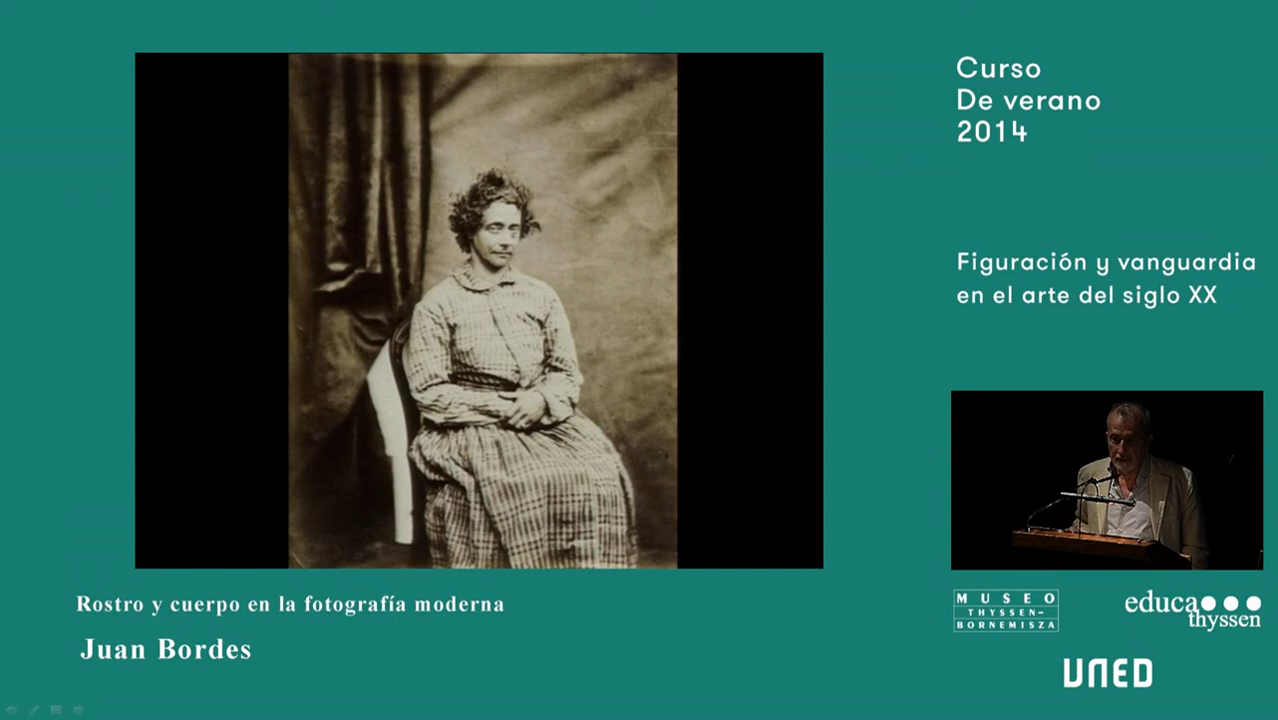 Curso
De verano
2014
Figuración y vanguardia
en el arte del siglo XX
Rostro y cuerpo en la fotografía moderna
Juan Bordes
MUSEO
THYSSEN-
BORNEMISZA
educa
thyssen
UNED